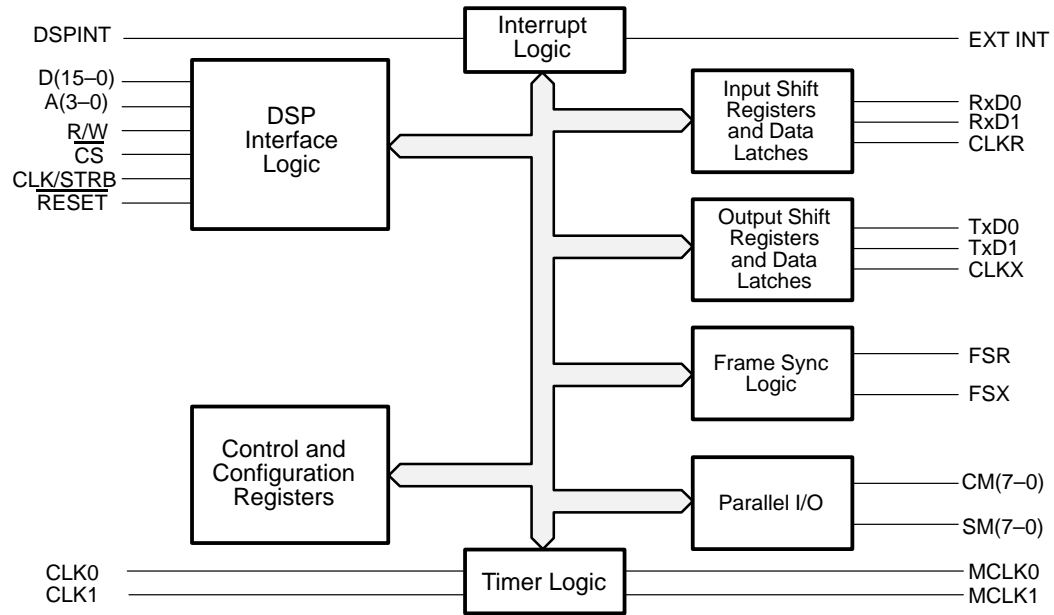 DSPINT
Interrupt
Logic
EXT INT
D(15–0)
A(3–0)
R/W
CS
CLK/STRB
RESET
DSP
Interface
Logic
Input Shift
Registers
and Data
Latches
RxD0
RxD1
CLKR
Output Shift
Registers
and Data
Latches
TxD0
TxD1
CLKX
Frame Sync
Logic
FSR
FSX
Control and
Configuration
Registers
Parallel I/O
CM(7–0)
SM(7–0)
CLK0
CLK1
Timer Logic
MCLK0
MCLK1